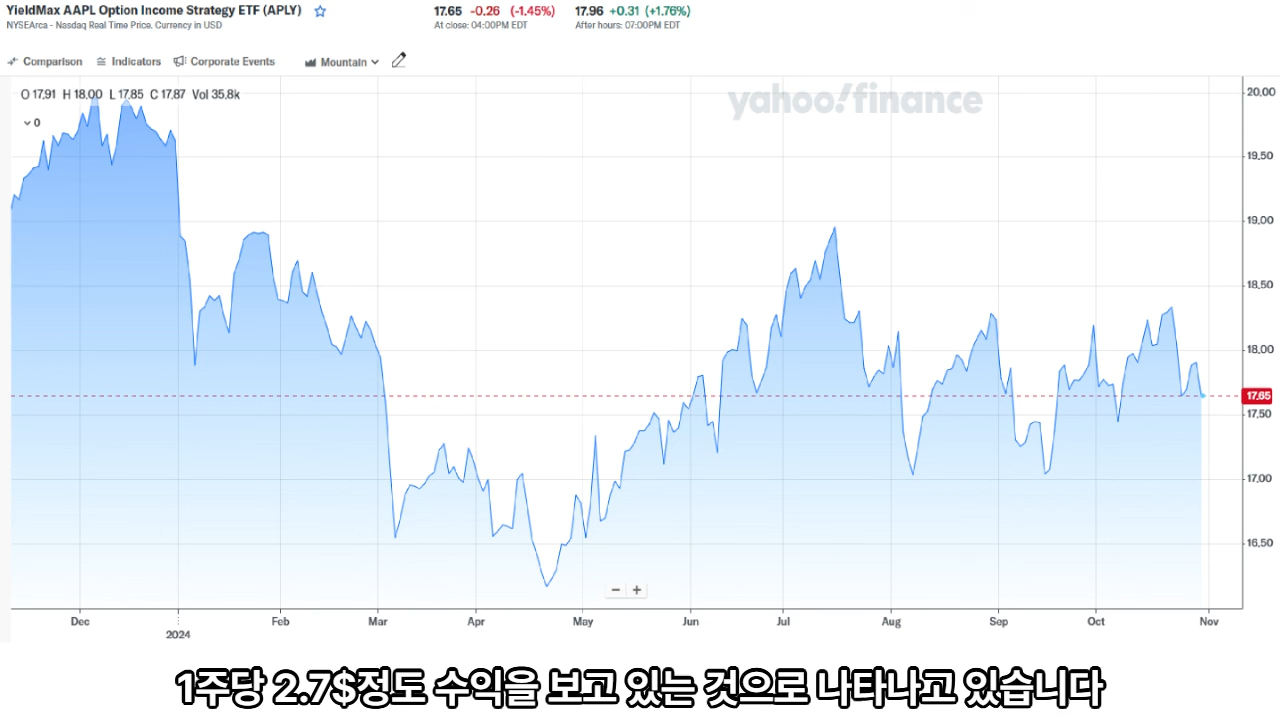 YieldMax AAPL Option Income Strategy ETF (APLY)
NYSEArca - Nasdaq Real Time Price. Currency in USD
17.65 -0.26 (-1.45%)
At close: 04:00PM EDT
17.96 +0.31 (+1.76%)
After hours: 07:00PM EDT
Comparison
Indicators
Corporate Events
Mountain
O 17.91 H 18.00 L 17.85 C 17.87 Vol 35.8k
0
yahoo!finance
20.00
19.50
19.00
18.50
18.00
17.65
17.50
17.00
16.50
Dec
2024
Feb
Mar
Apr
May
Jun
Jul
Aug
Sep
Oct
Nov
1주당 2.7$정도 수익을 보고 있는 것으로 나타나고 있습니다